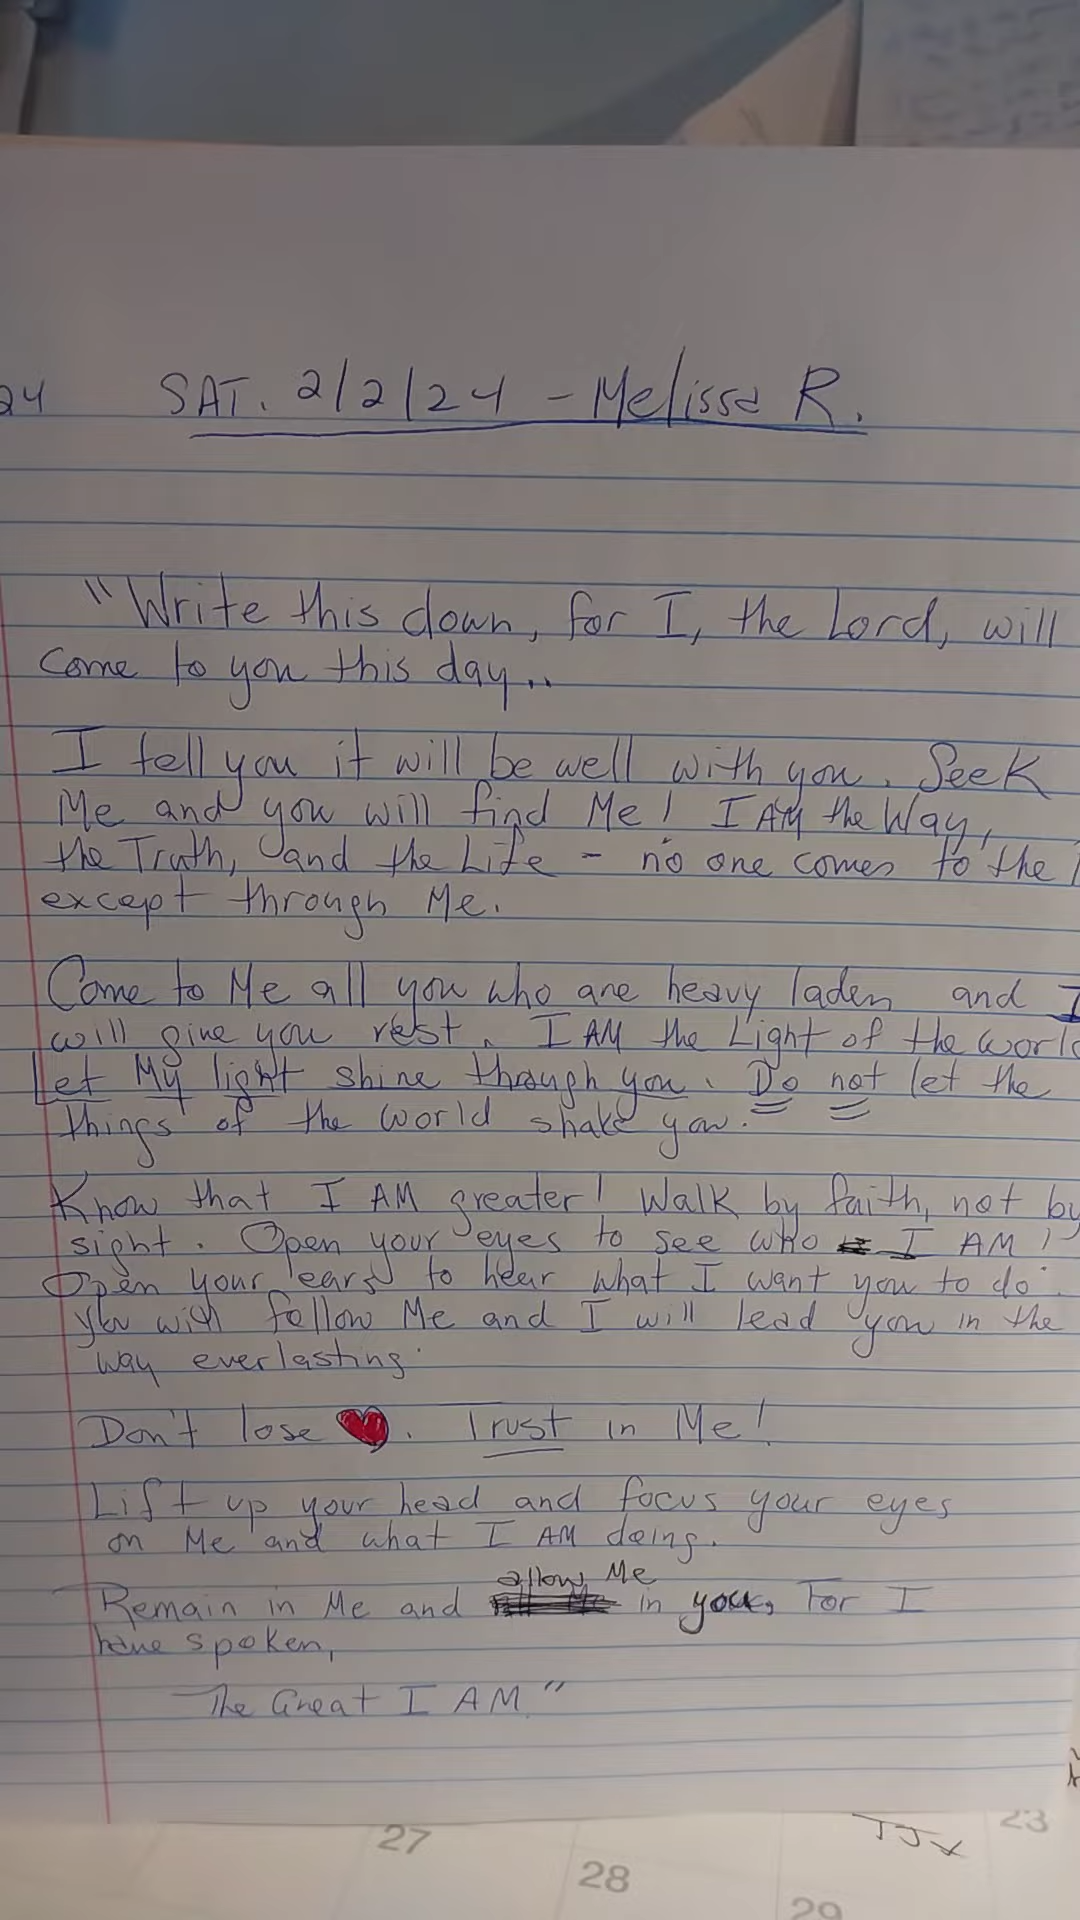 24 SAT. 2/2/24 - Melissa R.
"Write this down, for I, the Lord, will
come to you this day..
I tell you it will be well with you. Seek
Me and you will find Me! I AM the Way,
the Truth, and the Life - no one comes to the
except through Me.
Come to Me all you who are heavy laden and I
will give you rest. I AM the Light of the world
Let My light shine through you. Do not let the
things of the world shake you.
Know that I AM greater! Walk by faith, not by
sight. Open your eyes to see who I AM!
Open your ears to hear what I want you to do.
You will follow Me and I will lead you in the
way everlasting.
Don't lose ❤. Trust in Me!
Lift up your head and focus your eyes
on Me and what I AM doing.
allow Me
Remain in Me and in you, For I
have spoken,
The Great I AM."
27
28
29
TJX
23